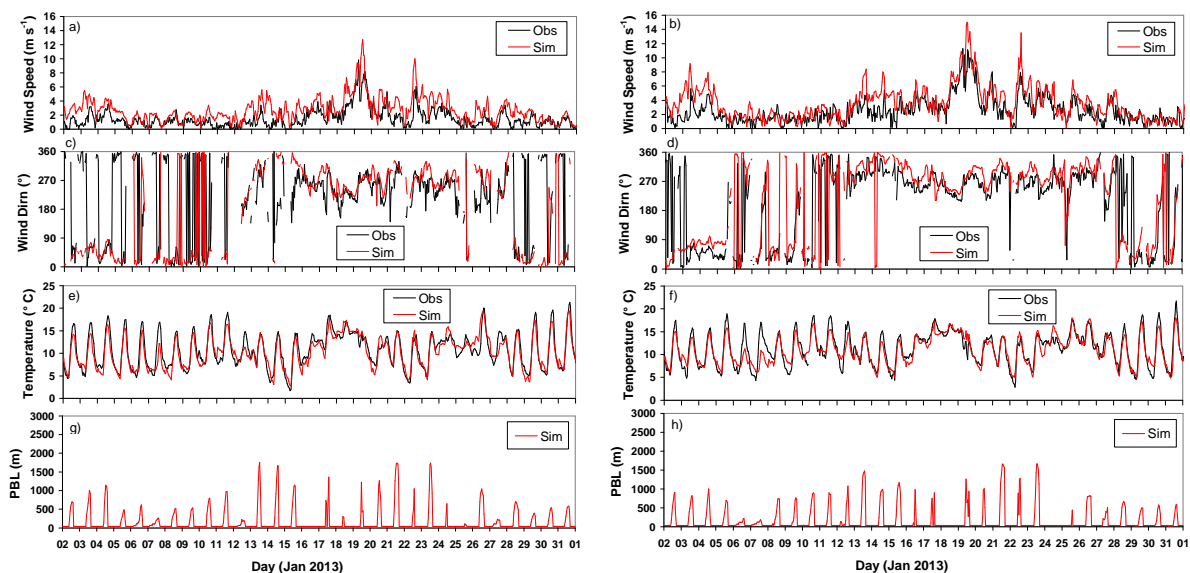 a)
Wind Speed (m s-1)
16
14
12
10
8
6
4
2
0
Obs
Sim
c)
Wind Dirn (°)
360
270
180
90
0
Obs
Sim
e)
Temperature (° C)
25
20
15
10
5
0
Obs
Sim
g)
PBL (m)
3000
2500
2000
1500
1000
500
0
Sim
02 03 04 05 06 07 08 09 10 11 12 13 14 15 16 17 18 19 20 21 22 23 24 25 26 27 28 29 30 31 01
Day (Jan 2013)
b)
Wind Speed (m s-1)
16
14
12
10
8
6
4
2
0
Obs
Sim
d)
Wind Dirn (°)
360
270
180
90
0
Obs
Sim
f)
Temperature (° C)
25
20
15
10
5
0
Obs
Sim
h)
PBL (m)
3000
2500
2000
1500
1000
500
0
Sim
02 03 04 05 06 07 08 09 10 11 12 13 14 15 16 17 18 19 20 21 22 23 24 25 26 27 28 29 30 31 01
Day (Jan 2013)